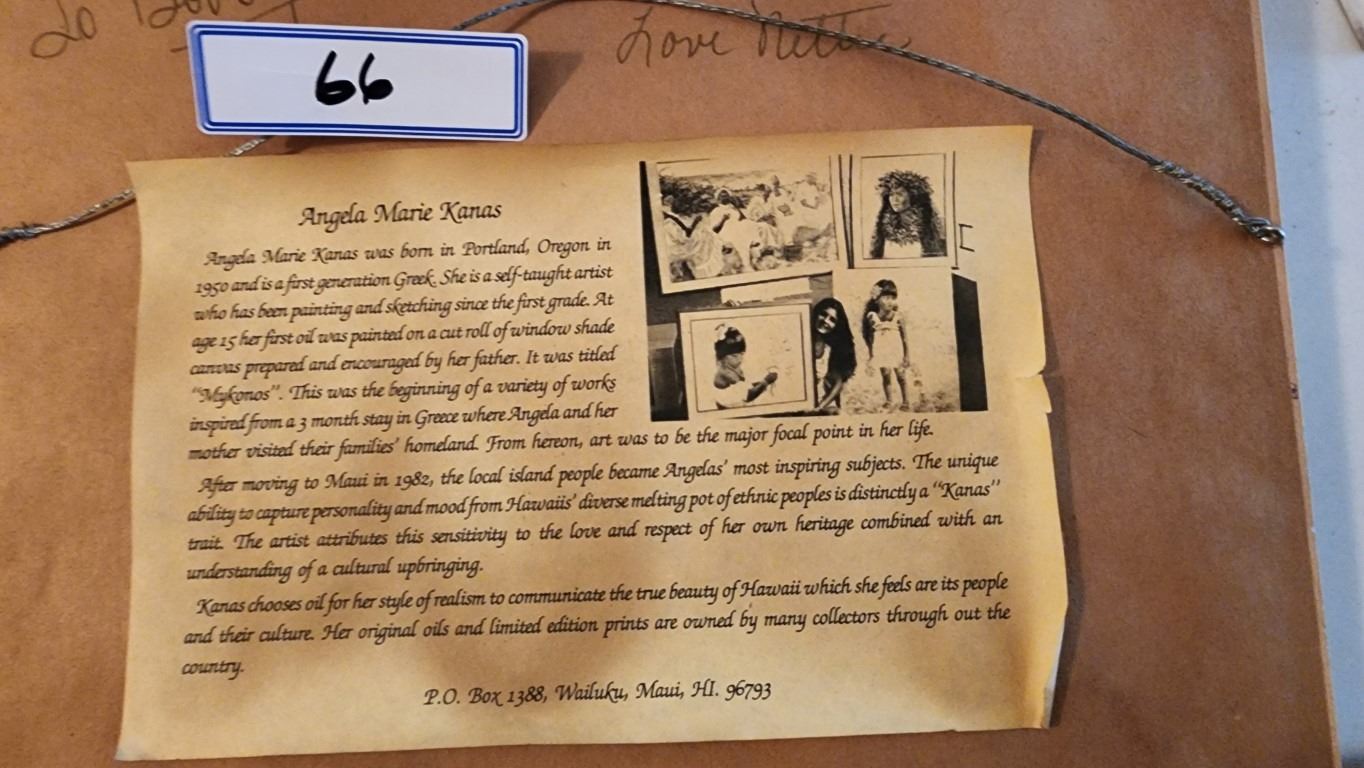 Love
66
Angela Marie Kanas
Angela Marie Kanas was born in Portland, Oregon in
1950 and is a first generation Greek. She is a self-taught artist
who has been painting and sketching since the first grade. At
age 15 her first oil was painted on a cut roll of window shade
canvas prepared and encouraged by her father. It was titled
"Mykonos". This was the beginning of a variety of works
inspired from a 3 month stay in Greece where Angela and her
mother visited their families' homeland. From hereon, art was to be the major focal point in her life.
After moving to Maui in 1982, the local island people became Angelas' most inspiring subjects. The unique
ability to capture personality and mood from Hawaiis' diverse melting pot of ethnic peoples is distinctly a "Kanas"
trait. The artist attributes this sensitivity to the love and respect of her own heritage combined with an
understanding of a cultural upbringing.
Kanas chooses oil for her style of realism to communicate the true beauty of Hawaii which she feels are its people
and their culture. Her original oils and limited edition prints are owned by many collectors through out the
country.
P.O. Box 1388, Wailuku, Maui, HI. 96793